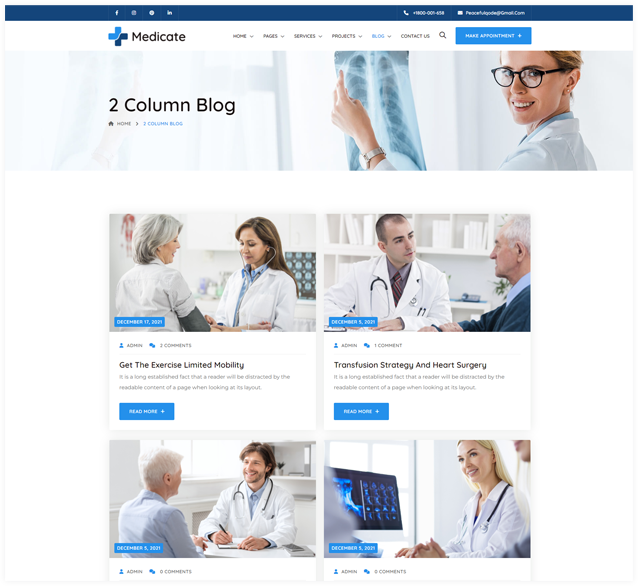 +1800-001-658 Peacefulqode@Gmail.Com
Medicate
HOME PAGES SERVICES PROJECTS BLOG CONTACT US MAKE APPOINTMENT +
2 Column Blog
HOME > 2 COLUMN BLOG
DECEMBER 17, 2021
ADMIN 2 COMMENTS
Get The Exercise Limited Mobility
It is a long established fact that a reader will be distracted by the
readable content of a page when looking at its layout.
READ MORE +
DECEMBER 5, 2021
ADMIN 1 COMMENT
Transfusion Strategy And Heart Surgery
It is a long established fact that a reader will be distracted by the
readable content of a page when looking at its layout.
READ MORE +
DECEMBER 5, 2021
ADMIN 0 COMMENTS
DECEMBER 5, 2021
ADMIN 0 COMMENTS